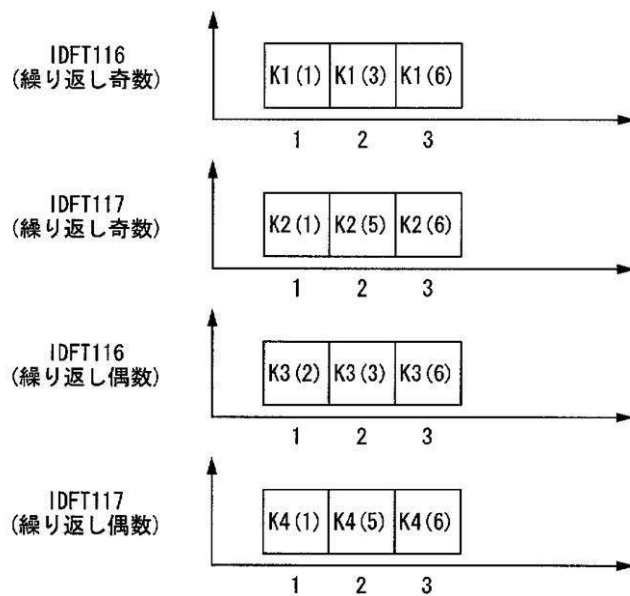 IDFT116
(繰り返し奇数)
K1(1) K1(3) K1(6)
1 2 3
IDFT117
(繰り返し奇数)
K2(1) K2(5) K2(6)
1 2 3
IDFT116
(繰り返し偶数)
K3(2) K3(3) K3(6)
1 2 3
IDFT117
(繰り返し偶数)
K4(1) K4(5) K4(6)
1 2 3